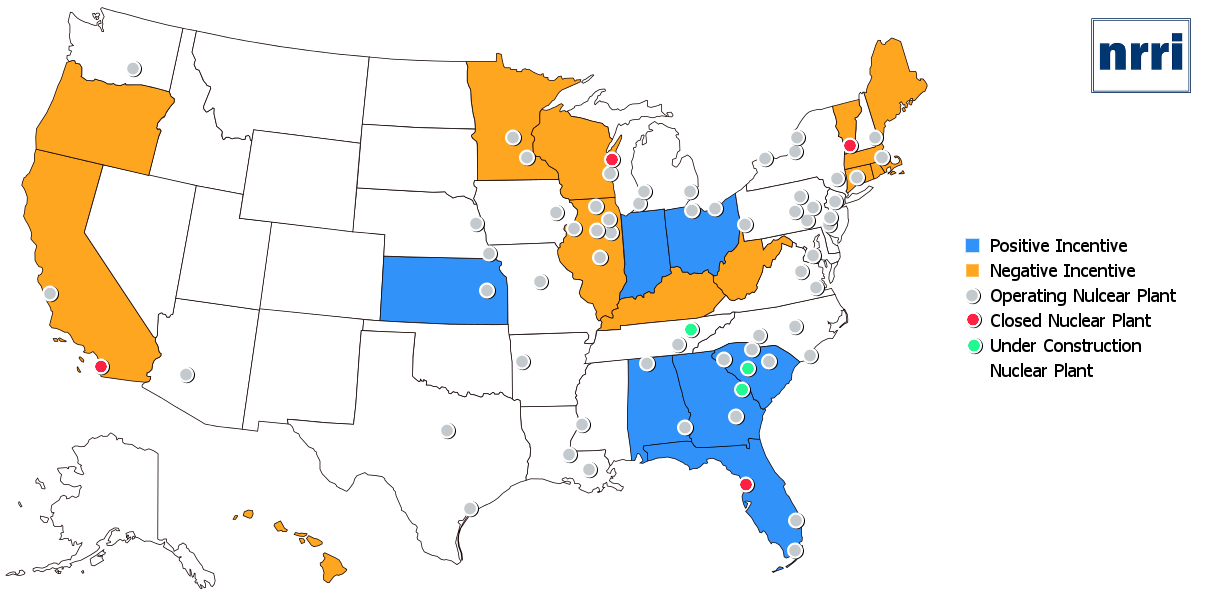 nrri
Positive Incentive
Negative Incentive
Operating Nulcear Plant
Closed Nuclear Plant
Under Construction
Nuclear Plant